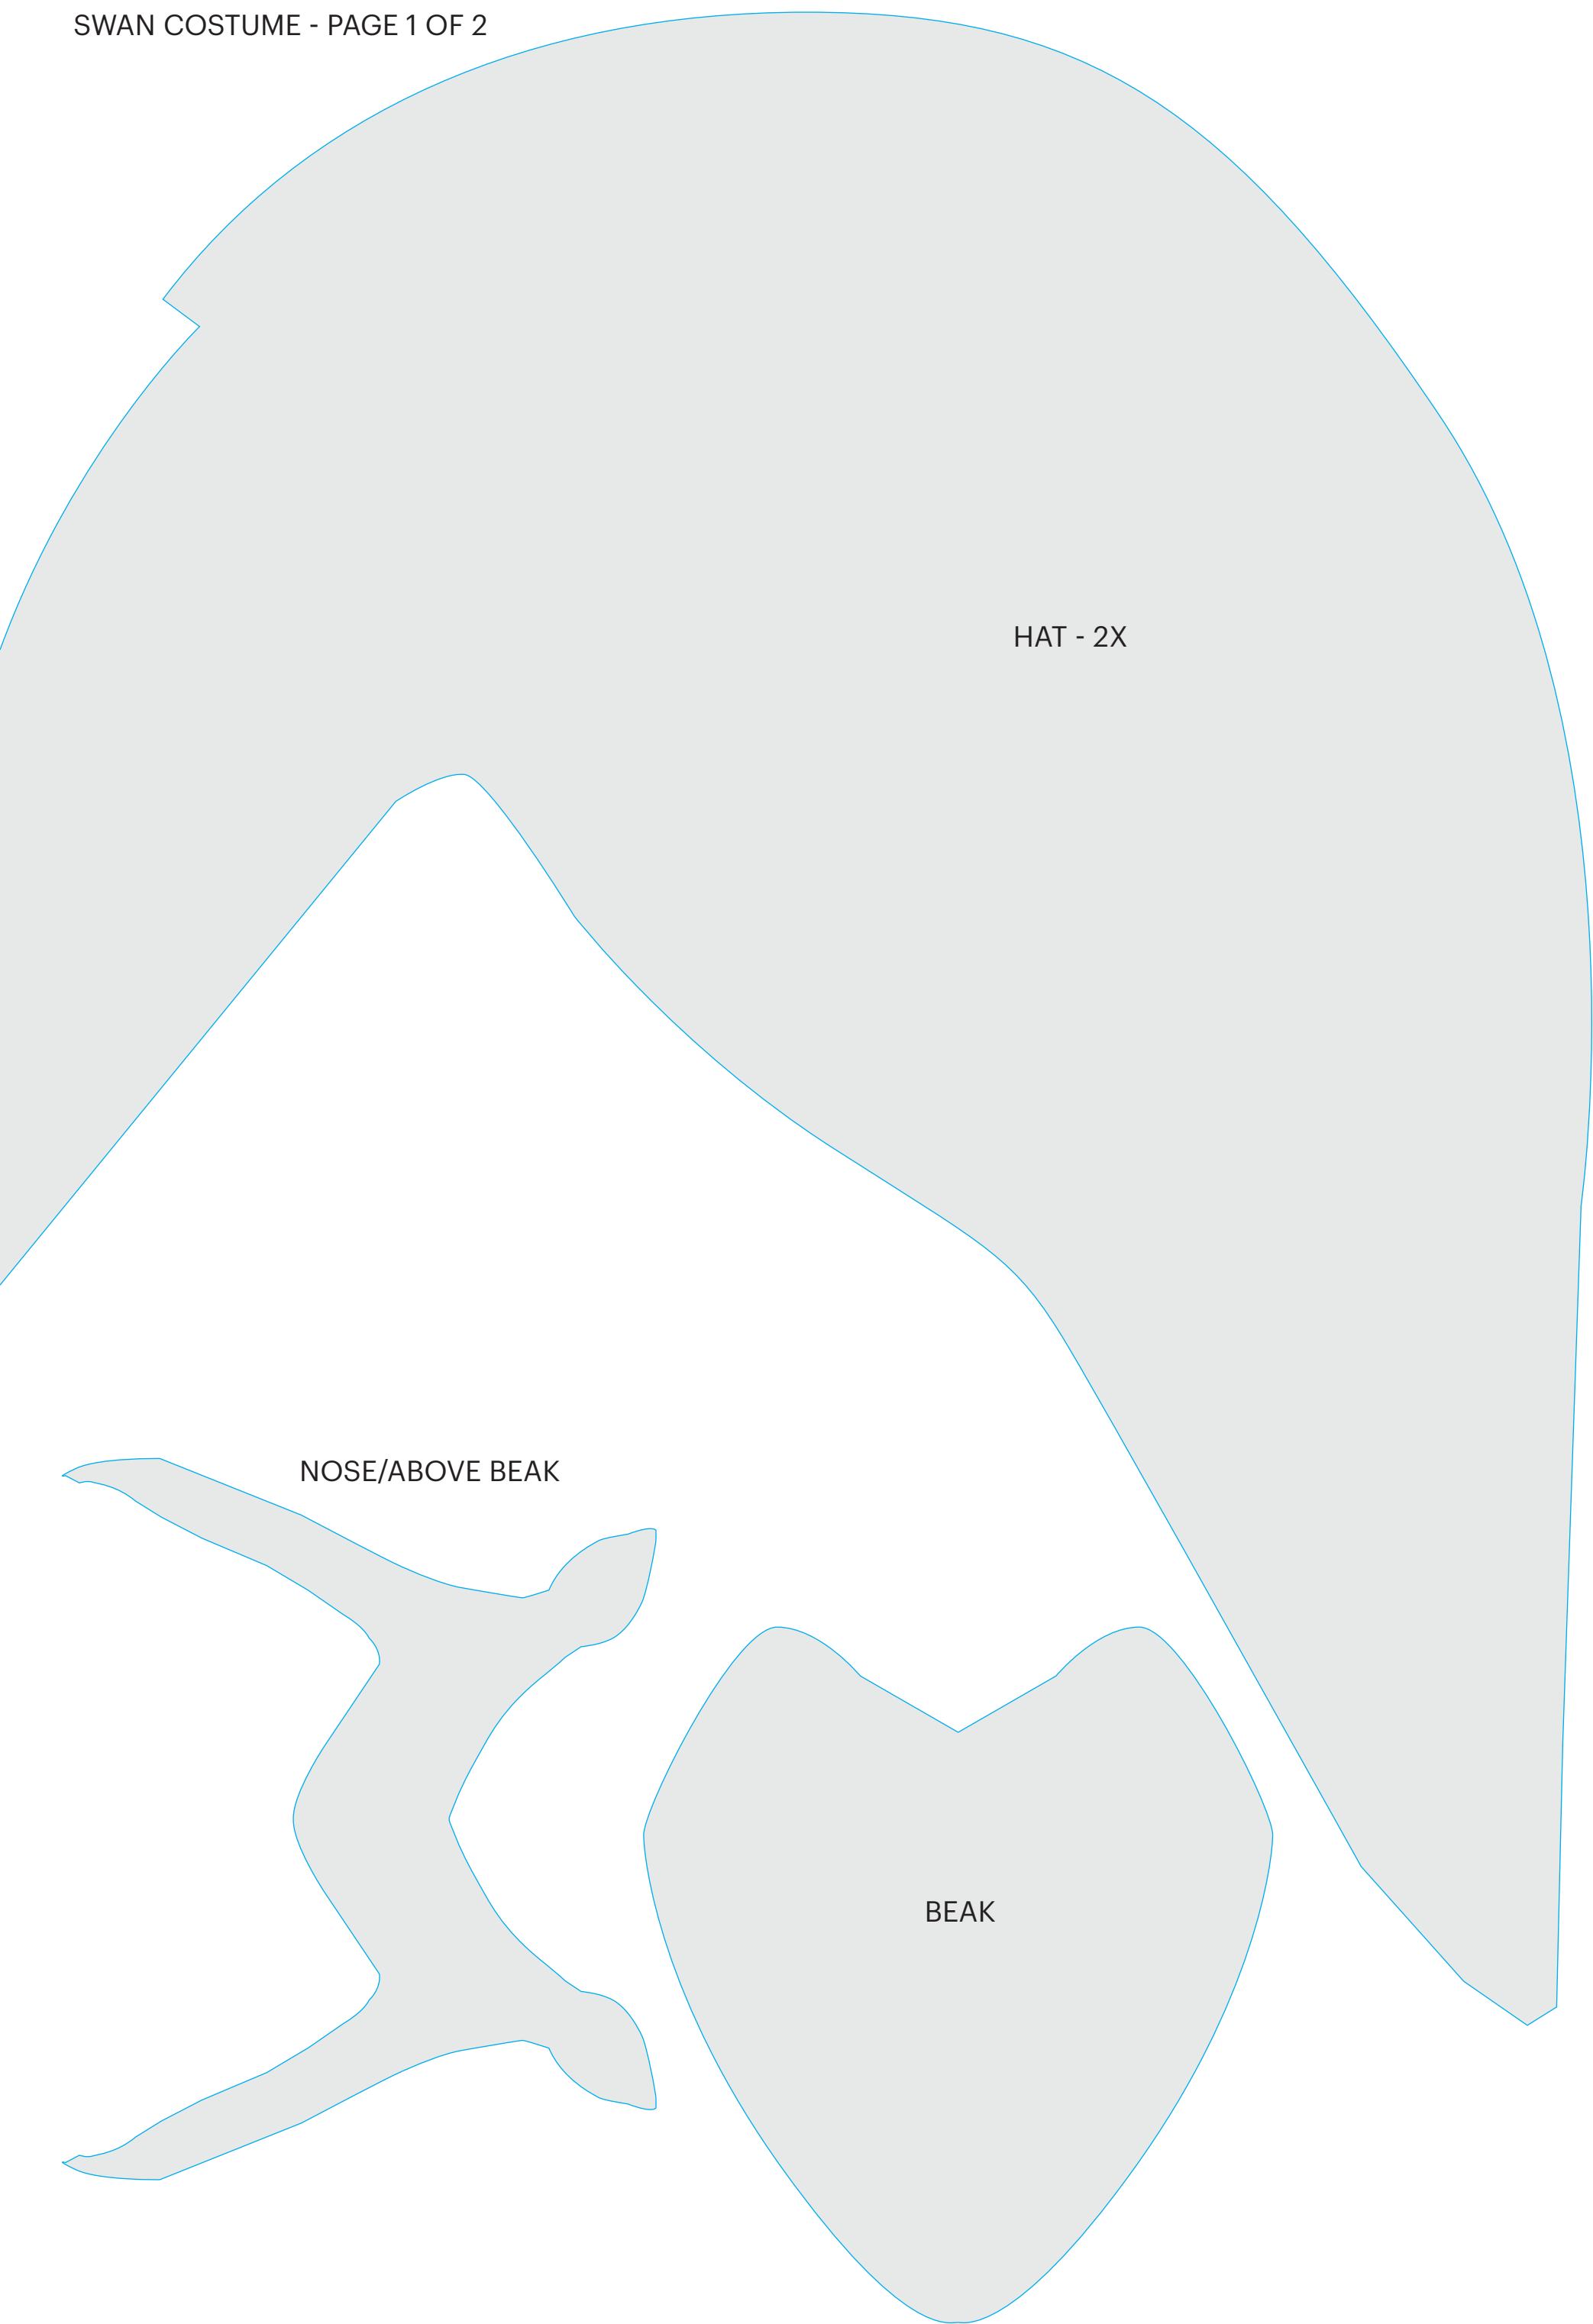 SWAN COSTUME - PAGE 1 OF 2
HAT - 2X
NOSE/ABOVE BEAK
BEAK